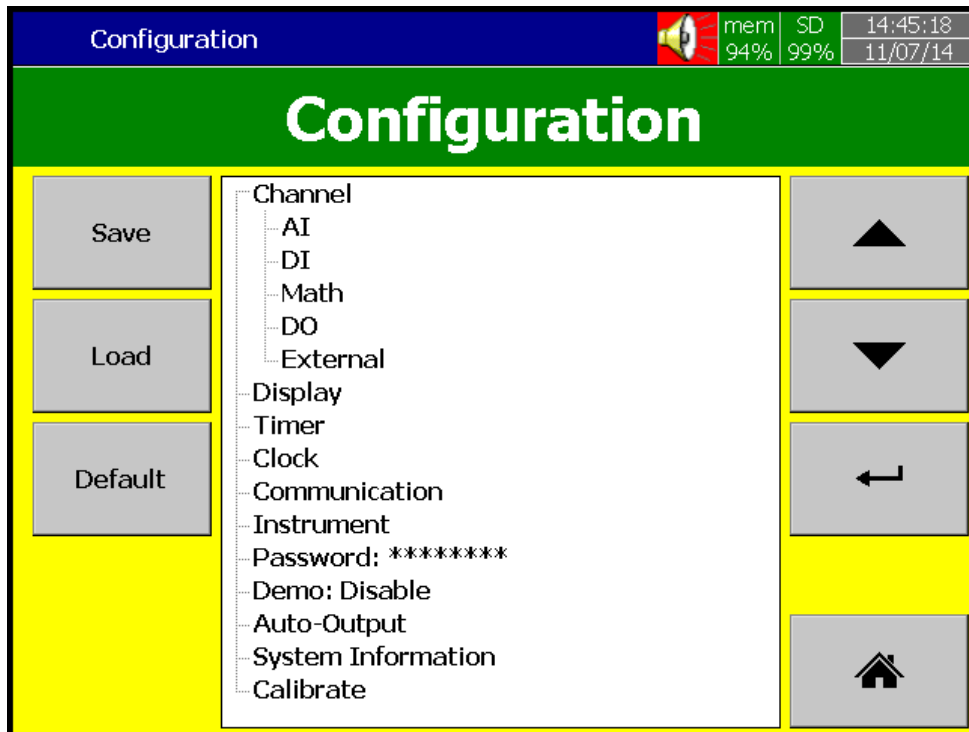 Configuration
mem SD 14:45:18
94% 99% 11/07/14
Configuration
Save
Load
Default
Channel
AI
DI
Math
DO
External
Display
Timer
Clock
Communication
Instrument
Password: ********
Demo: Disable
Auto-Output
System Information
Calibrate